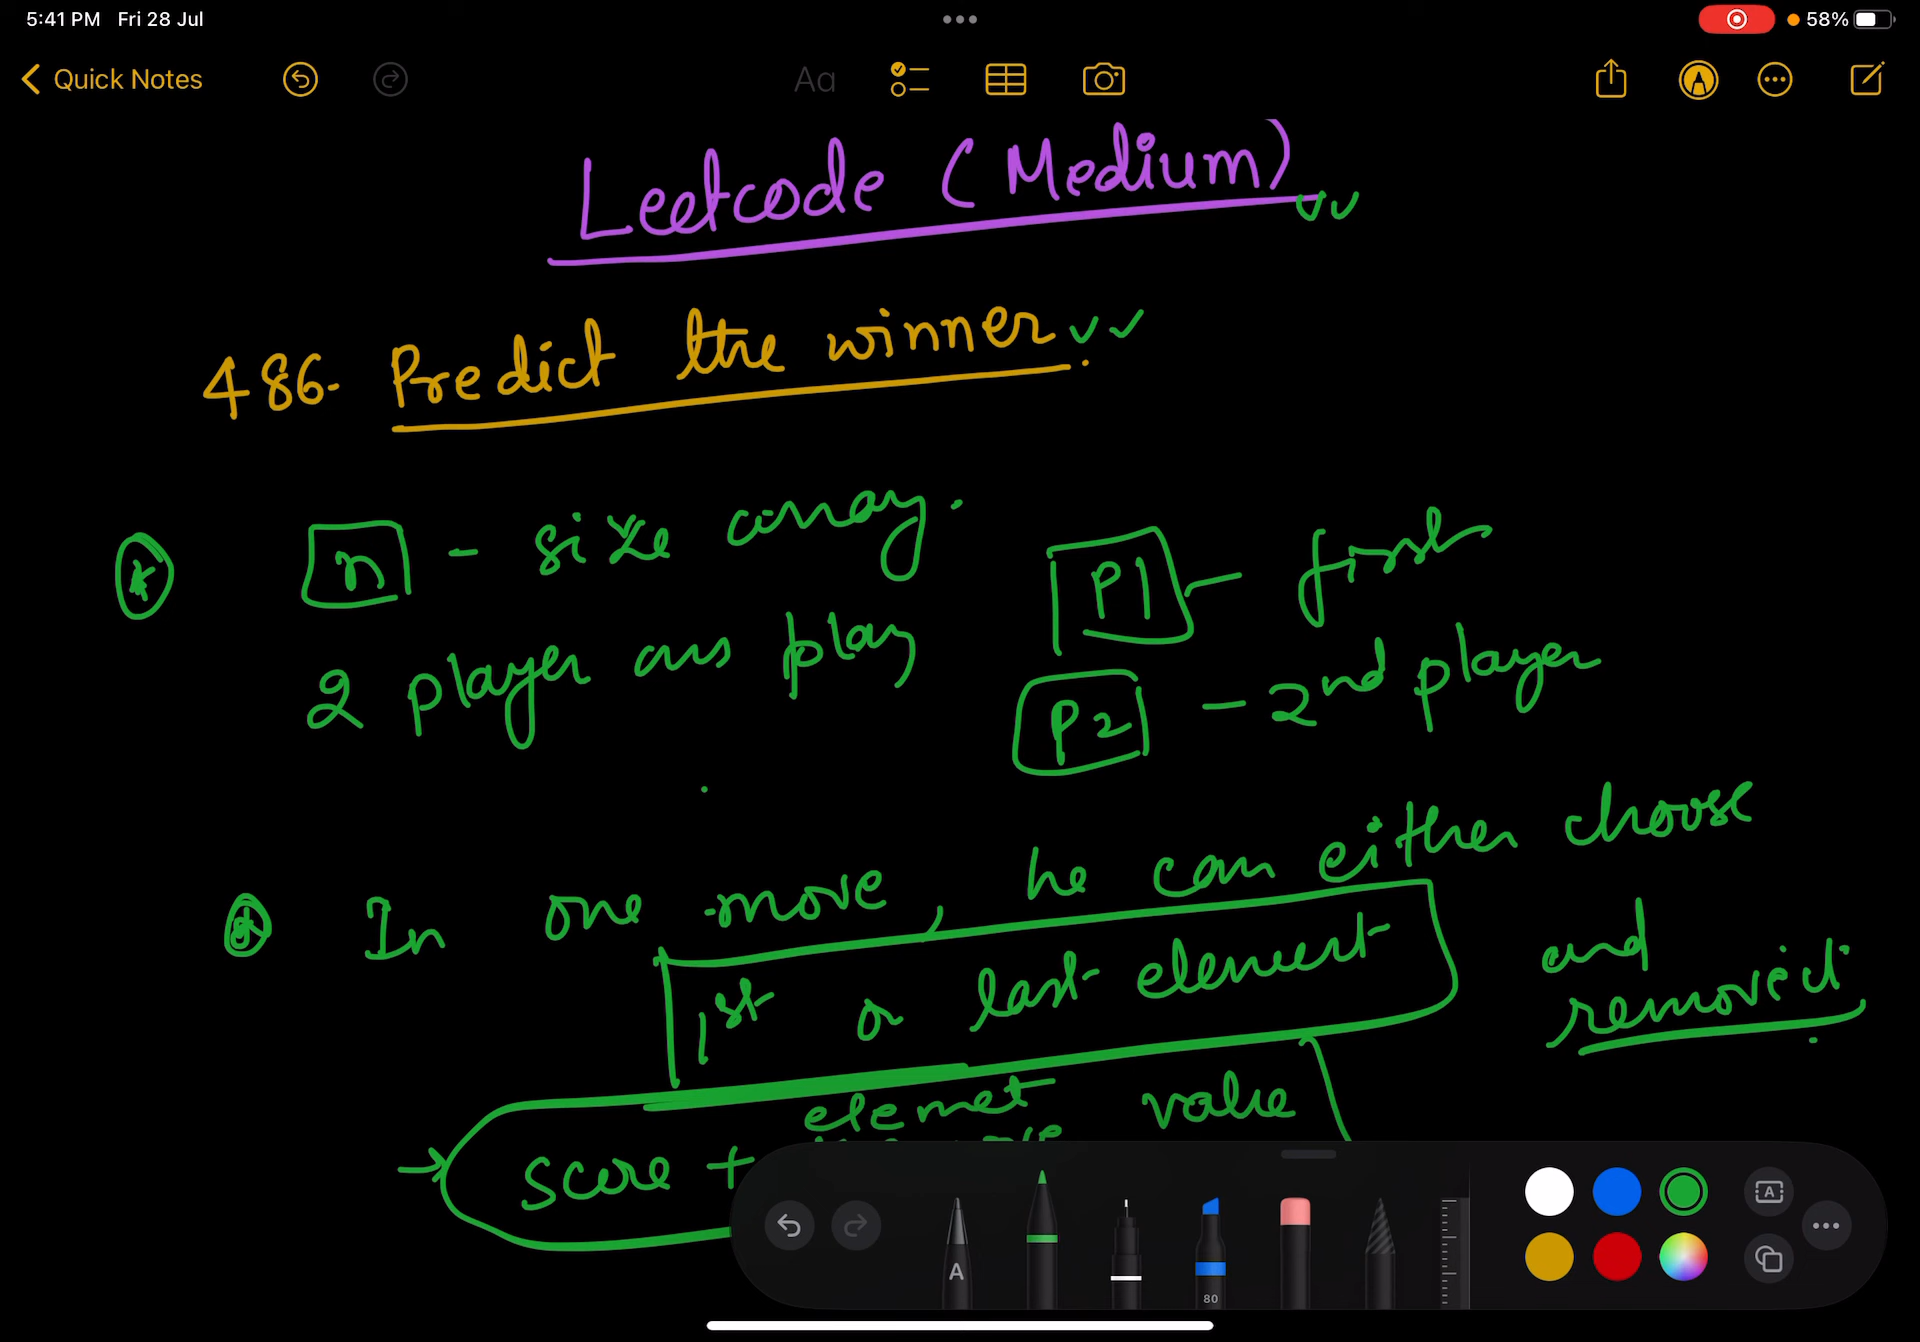 5:41 PM Fri 28 Jul
58%
Quick Notes
Aa
Leetcode (Medium)
486. Predict the winner.
n - size array.
P1 - first
2 player are play
P2 - 2nd player
In one move, he can either choose
1st or last element
and
remove it.
elemet value
score +
A
80
A